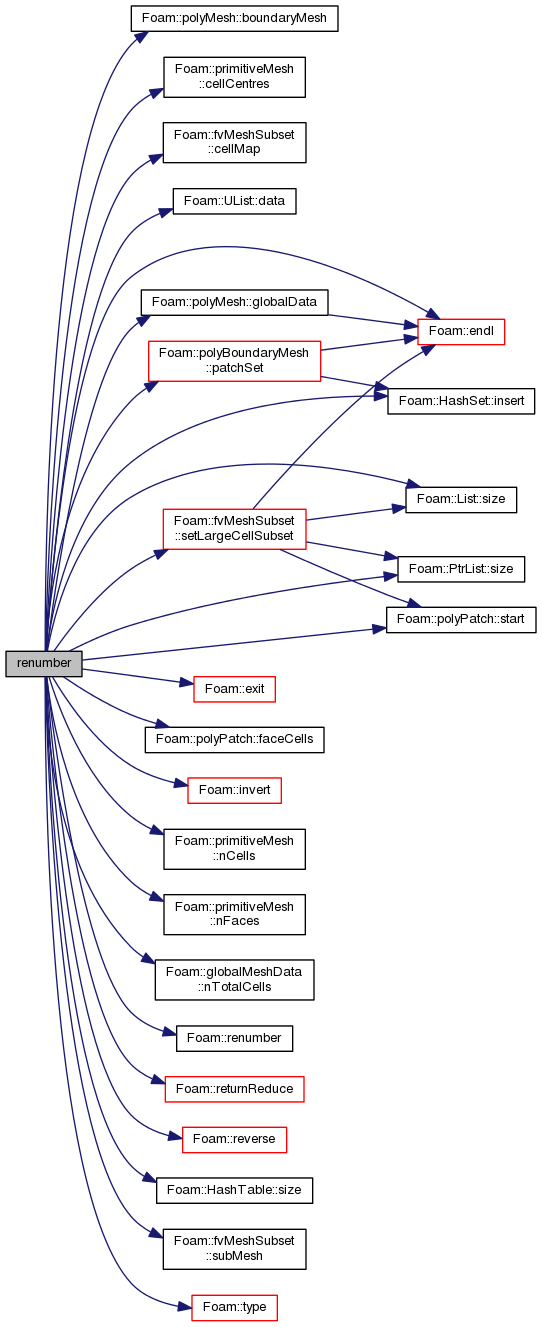 Foam::polyMesh::boundaryMesh
Foam::primitiveMesh
::cellCentres
Foam::fvMeshSubset
::cellMap
Foam::UList::data
Foam::polyMesh::globalData
Foam::endl
Foam::polyBoundaryMesh
::patchSet
Foam::HashSet::insert
Foam::List::size
Foam::fvMeshSubset
::setLargeCellSubset
Foam::PtrList::size
Foam::polyPatch::start
renumber
Foam::exit
Foam::polyPatch::faceCells
Foam::invert
Foam::primitiveMesh
::nCells
Foam::primitiveMesh
::nFaces
Foam::globalMeshData
::nTotalCells
Foam::renumber
Foam::returnReduce
Foam::reverse
Foam::HashTable::size
Foam::fvMeshSubset
::subMesh
Foam::type